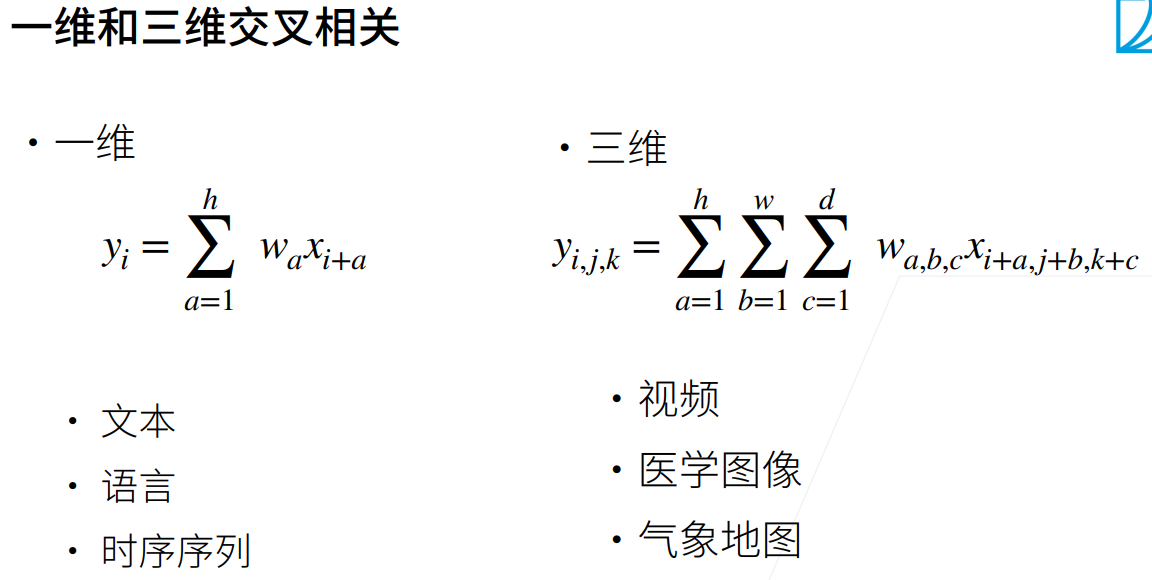 一维和三维交叉相关
• 一维
y_i = \sum_{a=1}^{h} w_a x_{i+a}
• 文本
• 语言
• 时序序列
• 三维
y_{i,j,k} = \sum_{a=1}^{h} \sum_{b=1}^{w} \sum_{c=1}^{d} w_{a,b,c} x_{i+a,j+b,k+c}
• 视频
• 医学图像
• 气象地图